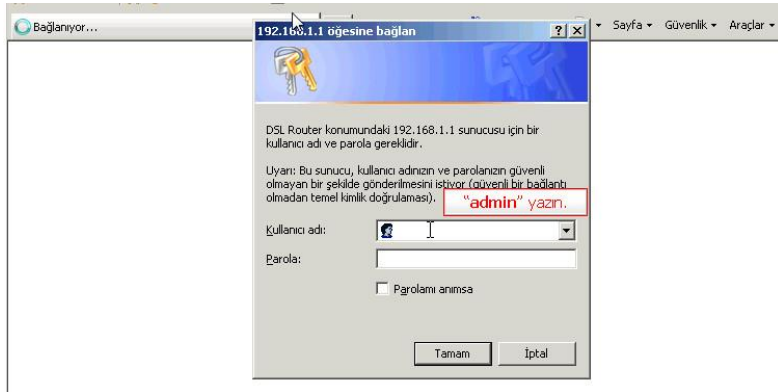 Bağlanıyor...
Sayfa Güvenlik Araçlar
192.168.1.1 öğesine bağlan
DSL Router konumundaki 192.168.1.1 sunucusu için bir
kullanıcı adı ve parola gereklidir.
Uyarı: Bu sunucu, kullanıcı adınızın ve parolanızın güvenli
olmayan bir şekilde gönderilmesini istiyor (güvenli bir bağlantı
olmadan temel kimlik doğrulaması).
"admin" yazın.
Kullanıcı adı:
Parola:
Parolamı anımsa
Tamam İptal